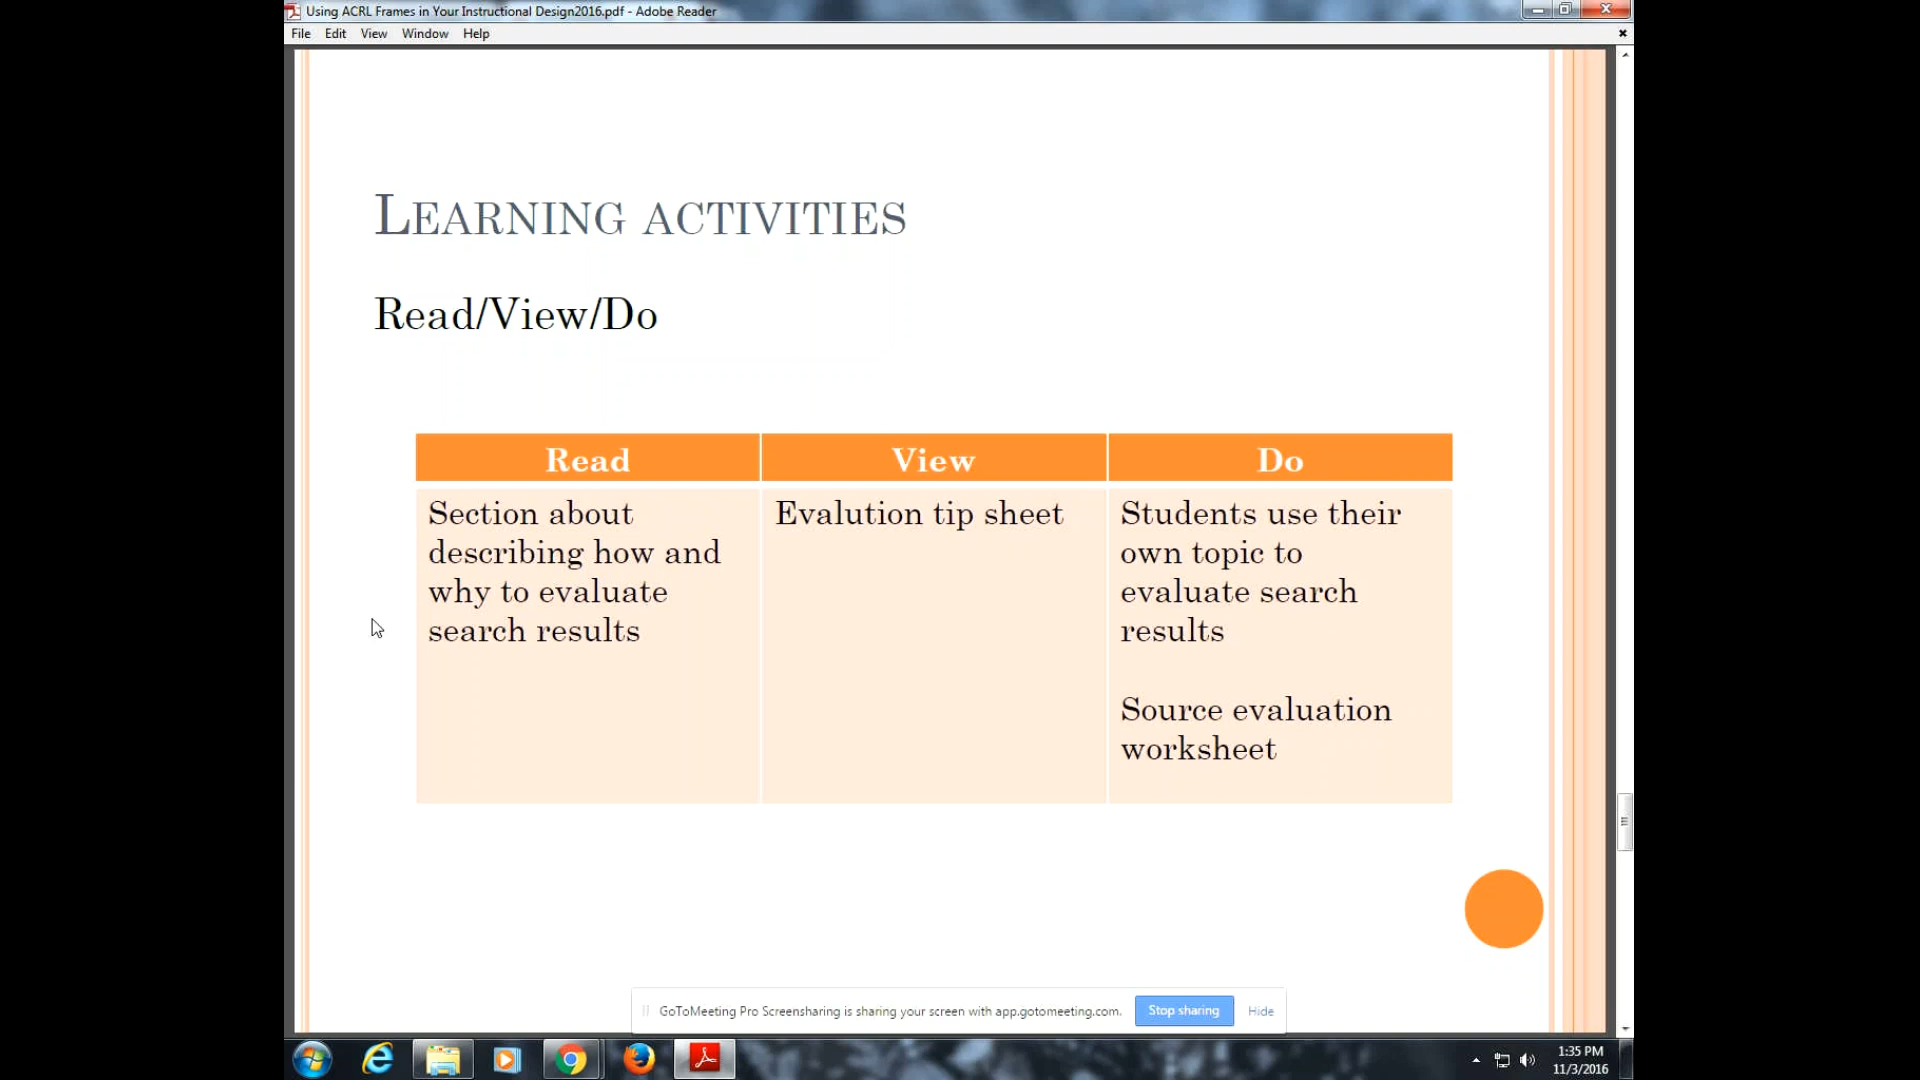 Using ACRL Frames in Your Instructional Design2016.pdf - Adobe Reader
File Edit View Window Help
LEARNING ACTIVITIES
Read/View/Do
Read View Do
Section about
describing how and
why to evaluate
search results
Evalution tip sheet
Students use their
own topic to
evaluate search
results
Source evaluation
worksheet
GoToMeeting Pro Screensharing is sharing your screen with app.gotomeeting.com. Stop sharing Hide
1:35 PM
11/3/2016